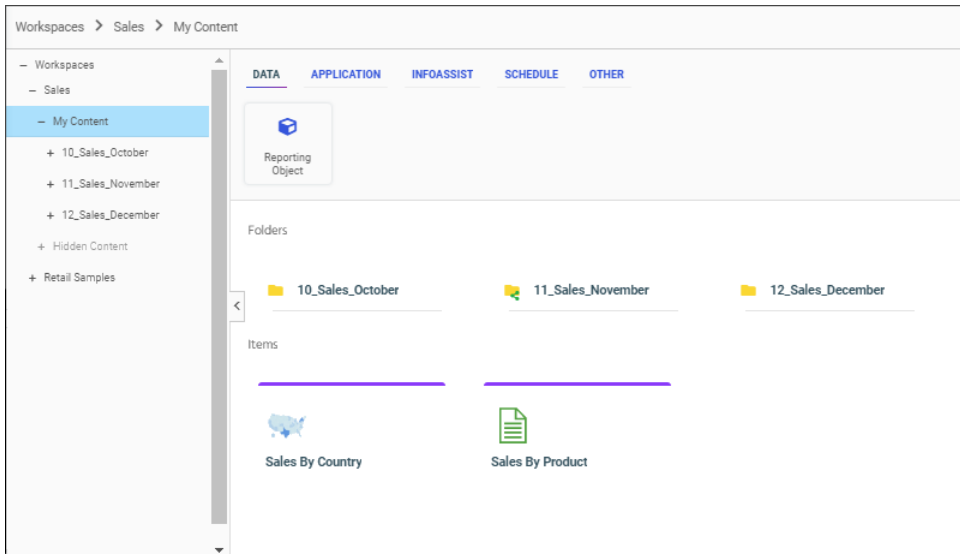 Workspaces > Sales > My Content
− Workspaces
− Sales
− My Content
+ 10_Sales_October
+ 11_Sales_November
+ 12_Sales_December
+ Hidden Content
+ Retail Samples
DATA APPLICATION INFOASSIST SCHEDULE OTHER
Reporting
Object
Folders
10_Sales_October 11_Sales_November 12_Sales_December
Items
Sales By Country Sales By Product